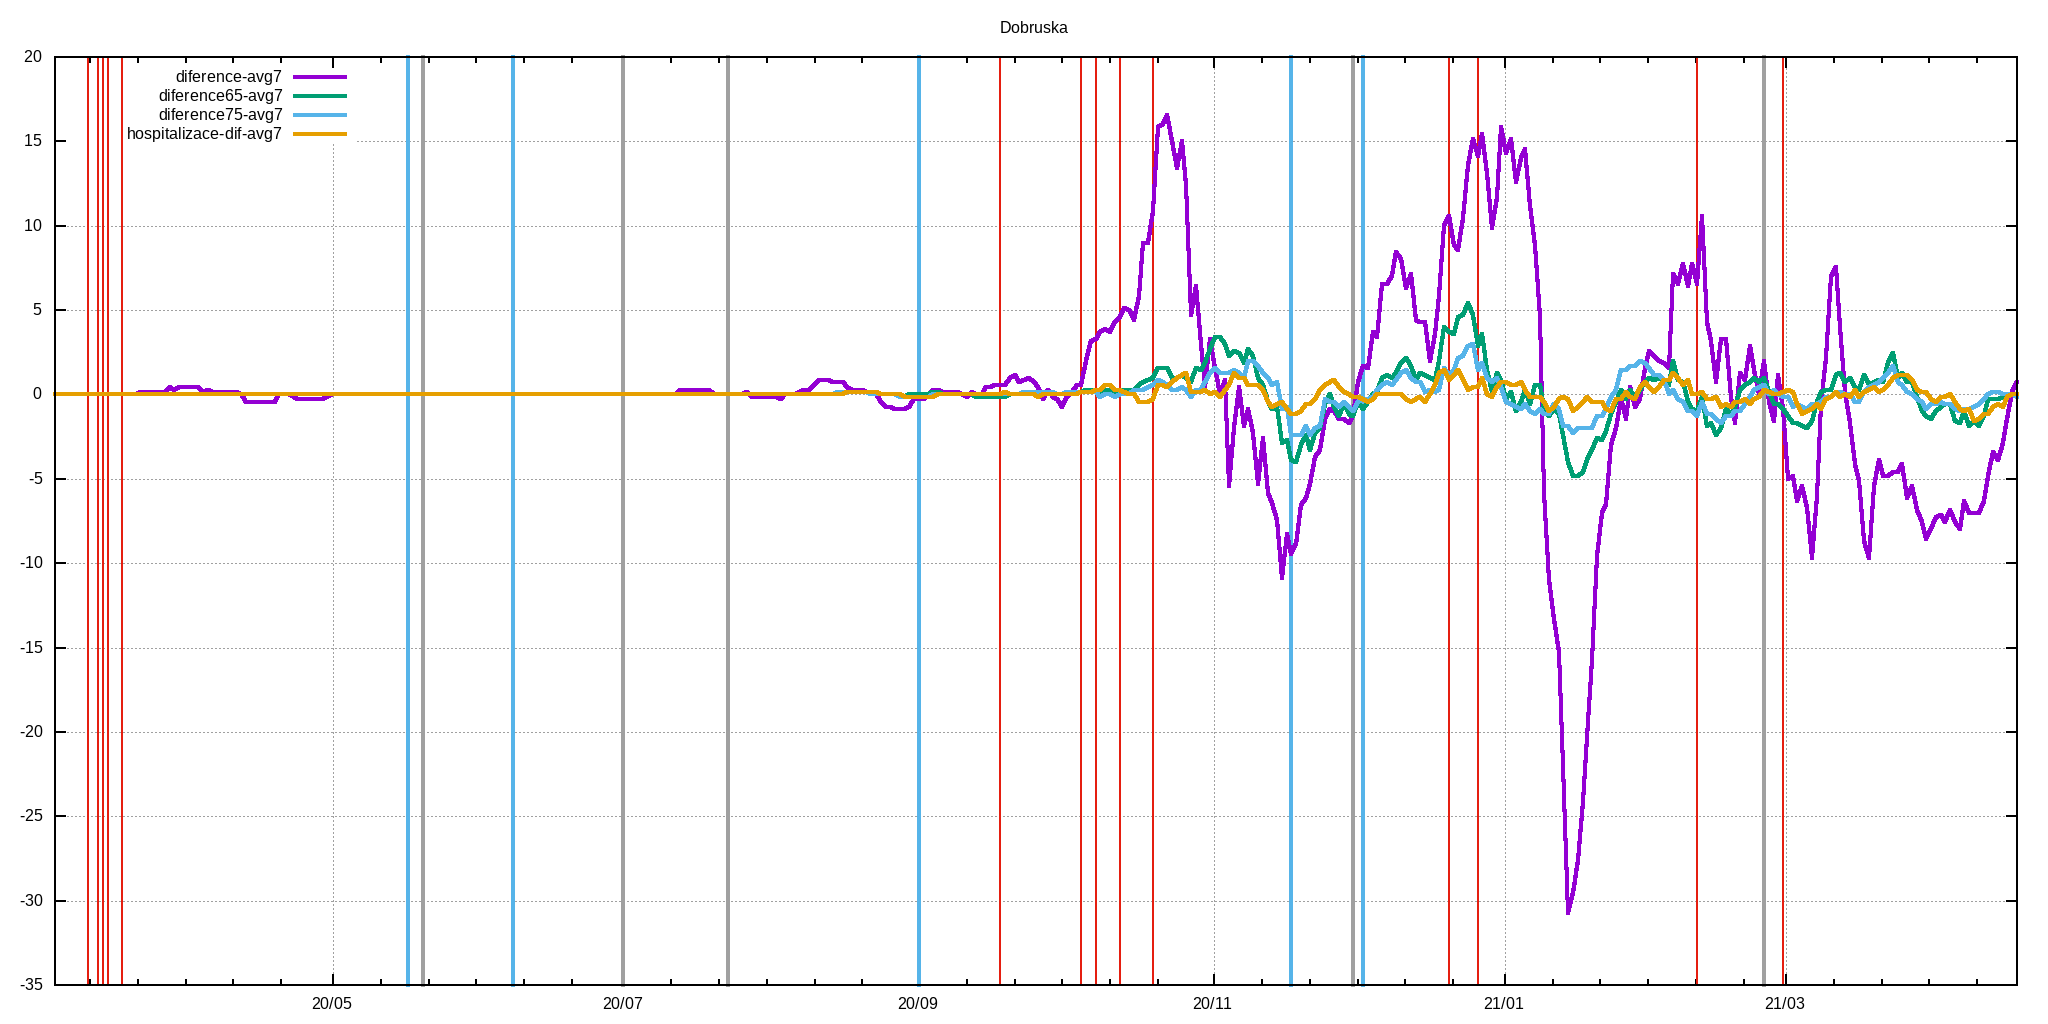 Dobruska
20
15
10
5
0
-5
-10
-15
-20
-25
-30
-35
diference-avg7
diference65-avg7
diference75-avg7
hospitalizace-dif-avg7
20/05 20/07 20/09 20/11 21/01 21/03